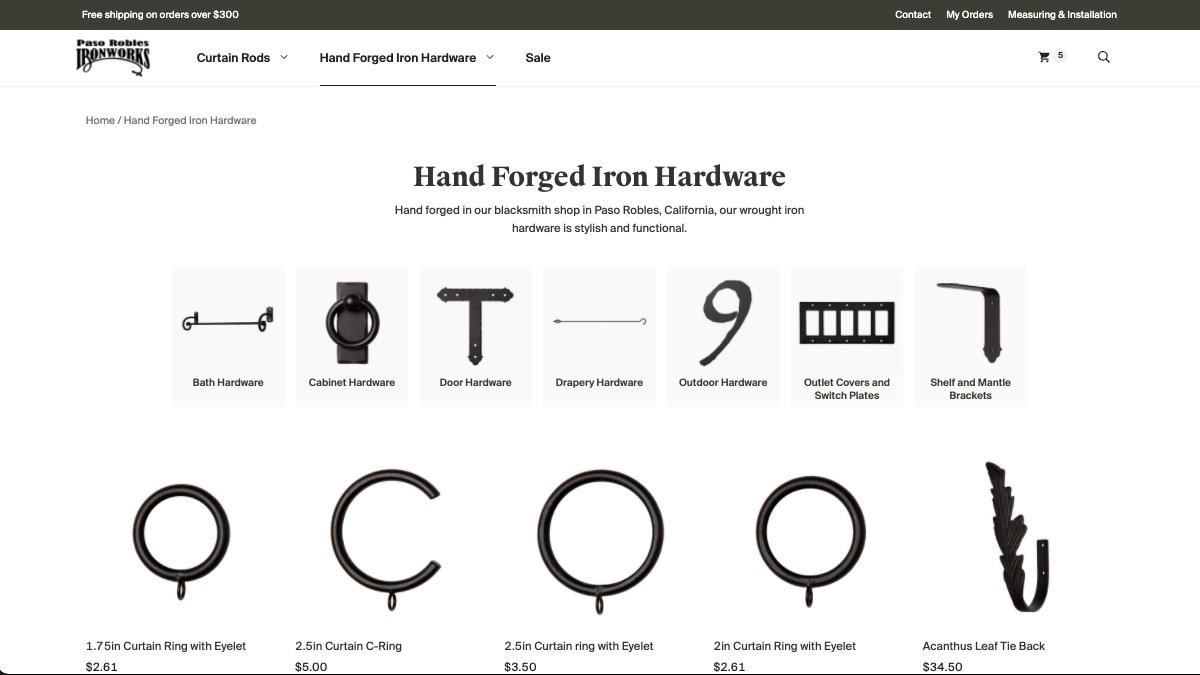 Free shipping on orders over $300
Contact
My Orders
Measuring & Installation
Paso Robles
IRONWORKS
Curtain Rods
Hand Forged Iron Hardware
Sale
5
Home / Hand Forged Iron Hardware
Hand Forged Iron Hardware
Hand forged in our blacksmith shop in Paso Robles, California, our wrought iron
hardware is stylish and functional.
Bath Hardware
Cabinet Hardware
Door Hardware
Drapery Hardware
9
Outdoor Hardware
Outlet Covers and
Switch Plates
Shelf and Mantle
Brackets
1.75in Curtain Ring with Eyelet
$2.61
2.5in Curtain C-Ring
$5.00
2.5in Curtain ring with Eyelet
$3.50
2in Curtain Ring with Eyelet
$2.61
Acanthus Leaf Tie Back
$34.50